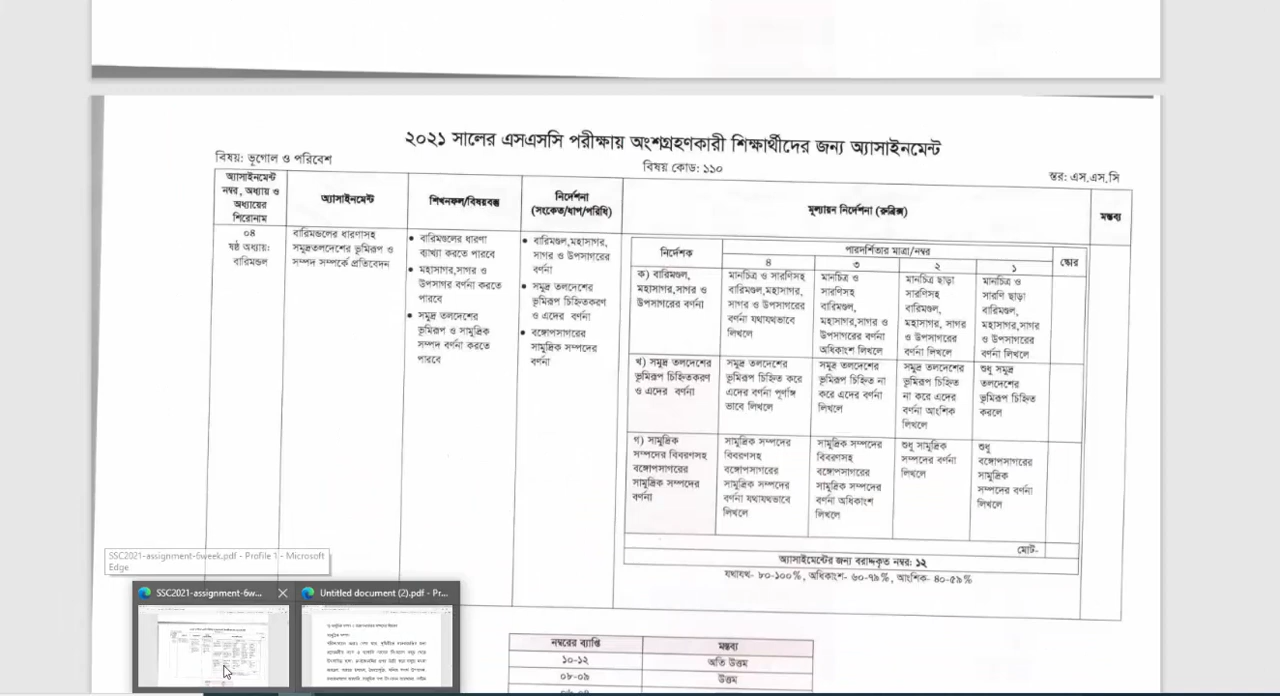 ২০২১ সালের এসএসসি পরীক্ষায় অংশগ্রহণকারী শিক্ষার্থীদের জন্য অ্যাসাইনমেন্ট
বিষয়: ভূগোল ও পরিবেশ
বিষয় কোড: ১১০
স্তর: এস.এস.সি
অ্যাসাইনমেন্ট
নম্বর, অধ্যায় ও
অধ্যায়ের
শিরোনাম
অ্যাসাইনমেন্ট
শিখনফল/বিষয়বস্তু
নির্দেশনা
(সংকেত/ধাপ/পরিধি)
মূল্যায়ন নির্দেশনা (রুব্রিক্স)
মন্তব্য
০৪
ষষ্ঠ অধ্যায়:
বারিমন্ডল
বারিমন্ডলের ধারণাসহ
সমুদ্রতলদেশের ভূমিরূপ ও
সম্পদ সম্পর্কে প্রতিবেদন
• বারিমণ্ডলের ধারণা
ব্যাখ্যা করতে পারবে
• মহাসাগর,সাগর ও
উপসাগর বর্ণনা করতে
পারবে
• সমুদ্র তলদেশের
ভূমিরূপ ও সামুদ্রিক
সম্পদ বর্ণনা করতে
পারবে
• বারিমণ্ডল,মহাসাগর,
সাগর ও উপসাগরের
বর্ণনা
• সমুদ্র তলদেশের
ভূমিরূপ চিহ্নিতকরণ
ও এদের বর্ণনা
• বঙ্গোপসাগরের
সামুদ্রিক সম্পদের
বর্ণনা
নির্দেশক
পারদর্শিতার মাত্রা/নম্বর
স্কোর
৪
৩
২
১
ক) বারিমণ্ডল,
মহাসাগর,সাগর ও
উপসাগরের বর্ণনা
মানচিত্র ও সারণিসহ
বারিমণ্ডল,মহাসাগর,
সাগর ও উপসাগরের
বর্ণনা যথাযথভাবে
লিখলে
মানচিত্র ও
সারণিসহ
বারিমণ্ডল,
মহাসাগর,সাগর ও
উপসাগরের বর্ণনা
অধিকাংশ লিখলে
মানচিত্র ছাড়া
সারণিসহ
বারিমণ্ডল,
মহাসাগর, সাগর
ও উপসাগরের
বর্ণনা লিখলে
মানচিত্র ও
সারণি ছাড়া
বারিমণ্ডল,
মহাসাগর,সাগর
ও উপসাগরের
বর্ণনা লিখলে
খ) সমুদ্র তলদেশের
ভূমিরূপ চিহ্নিতকরণ
ও এদের বর্ণনা
সমুদ্র তলদেশের
ভূমিরূপ চিহ্নিত করে
এদের বর্ণনা পূর্ণাঙ্গ
ভাবে লিখলে
সমুদ্র তলদেশের
ভূমিরূপ চিহ্নিত না
করে এদের বর্ণনা
লিখলে
সমুদ্র তলদেশের
ভূমিরূপ চিহ্নিত
না করে এদের
বর্ণনা আংশিক
লিখলে
শুধু সমুদ্র
তলদেশের
ভূমিরূপ চিহ্নিত
করলে
গ) সামুদ্রিক
সম্পদের বিবরণসহ
বঙ্গোপসাগরের
সামুদ্রিক সম্পদের
বর্ণনা
সামুদ্রিক সম্পদের
বিবরণসহ
বঙ্গোপসাগরের
সামুদ্রিক সম্পদের
বর্ণনা যথাযথভাবে
লিখলে
সামুদ্রিক সম্পদের
বিবরণসহ
বঙ্গোপসাগরের
সামুদ্রিক সম্পদের
বর্ণনা অধিকাংশ
লিখলে
শুধু সামুদ্রিক
সম্পদের বর্ণনা
লিখলে
শুধু
বঙ্গোপসাগরের
সামুদ্রিক
সম্পদের বর্ণনা
লিখলে
মোট-
অ্যাসাইমেন্টের জন্য বরাদ্দকৃত নম্বর: ১২
যথাযথ- ৮০-১০০%, অধিকাংশ- ৬০-৭৯%, আংশিক- ৪০-৫৯%
SSC2021-assignment-6week.pdf - Profile 1 - Microsoft
Edge
SSC2021-assignment-6w...
Untitled document (2).pdf - Pr...
নম্বরের ব্যাপ্তি
মন্তব্য
১০-১২
অতি উত্তম
০৮-০৯
উত্তম